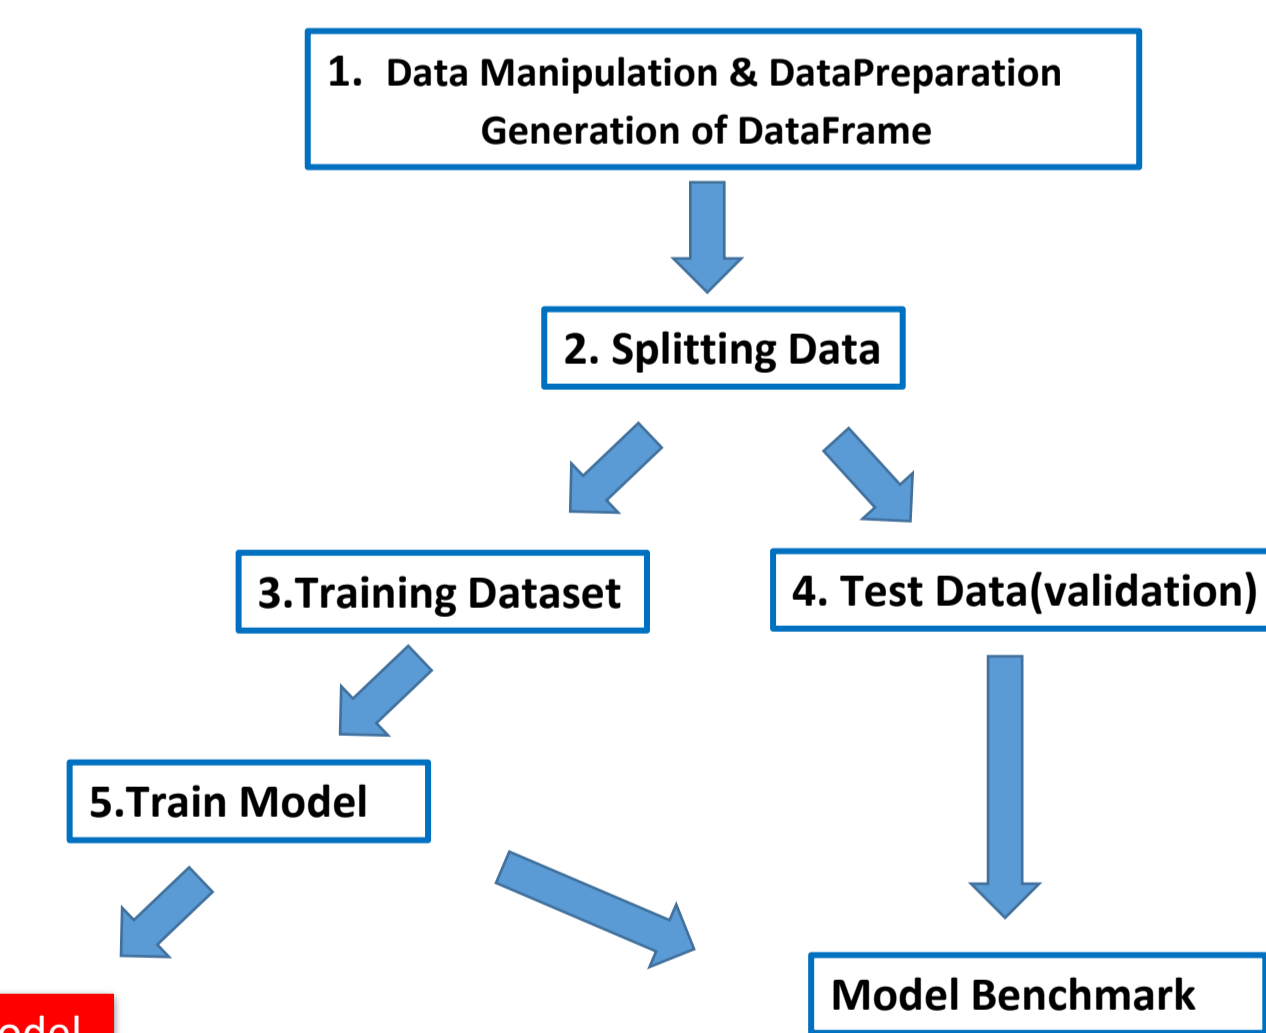 1. Data Manipulation & DataPreparation
Generation of DataFrame
2. Splitting Data
3.Training Dataset
4. Test Data(validation)
5.Train Model
Model Benchmark